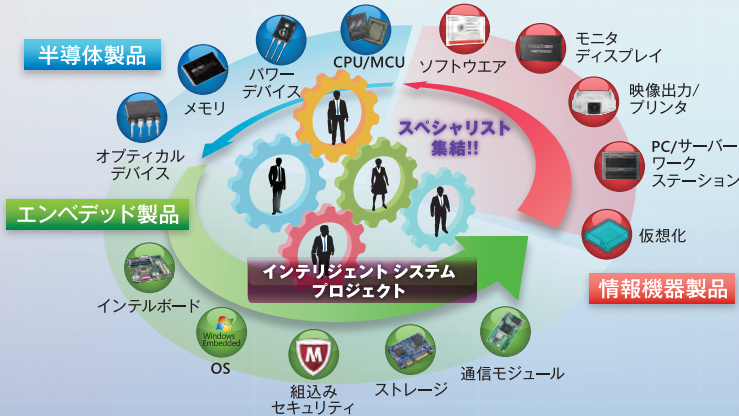 半導体製品
メモリ
パワー
デバイス
CPU/MCU
オプティカル
デバイス
ソフトウエア
モニタ
ディスプレイ
映像出力/
プリンタ
PC/サーバー
ワーク
ステーション
仮想化
情報機器製品
スペシャリスト
集結!!
エンベデッド製品
インテリジェント システム
プロジェクト
インテルボード
Windows
Embedded
OS
M
組込み
セキュリティ
ストレージ
通信モジュール